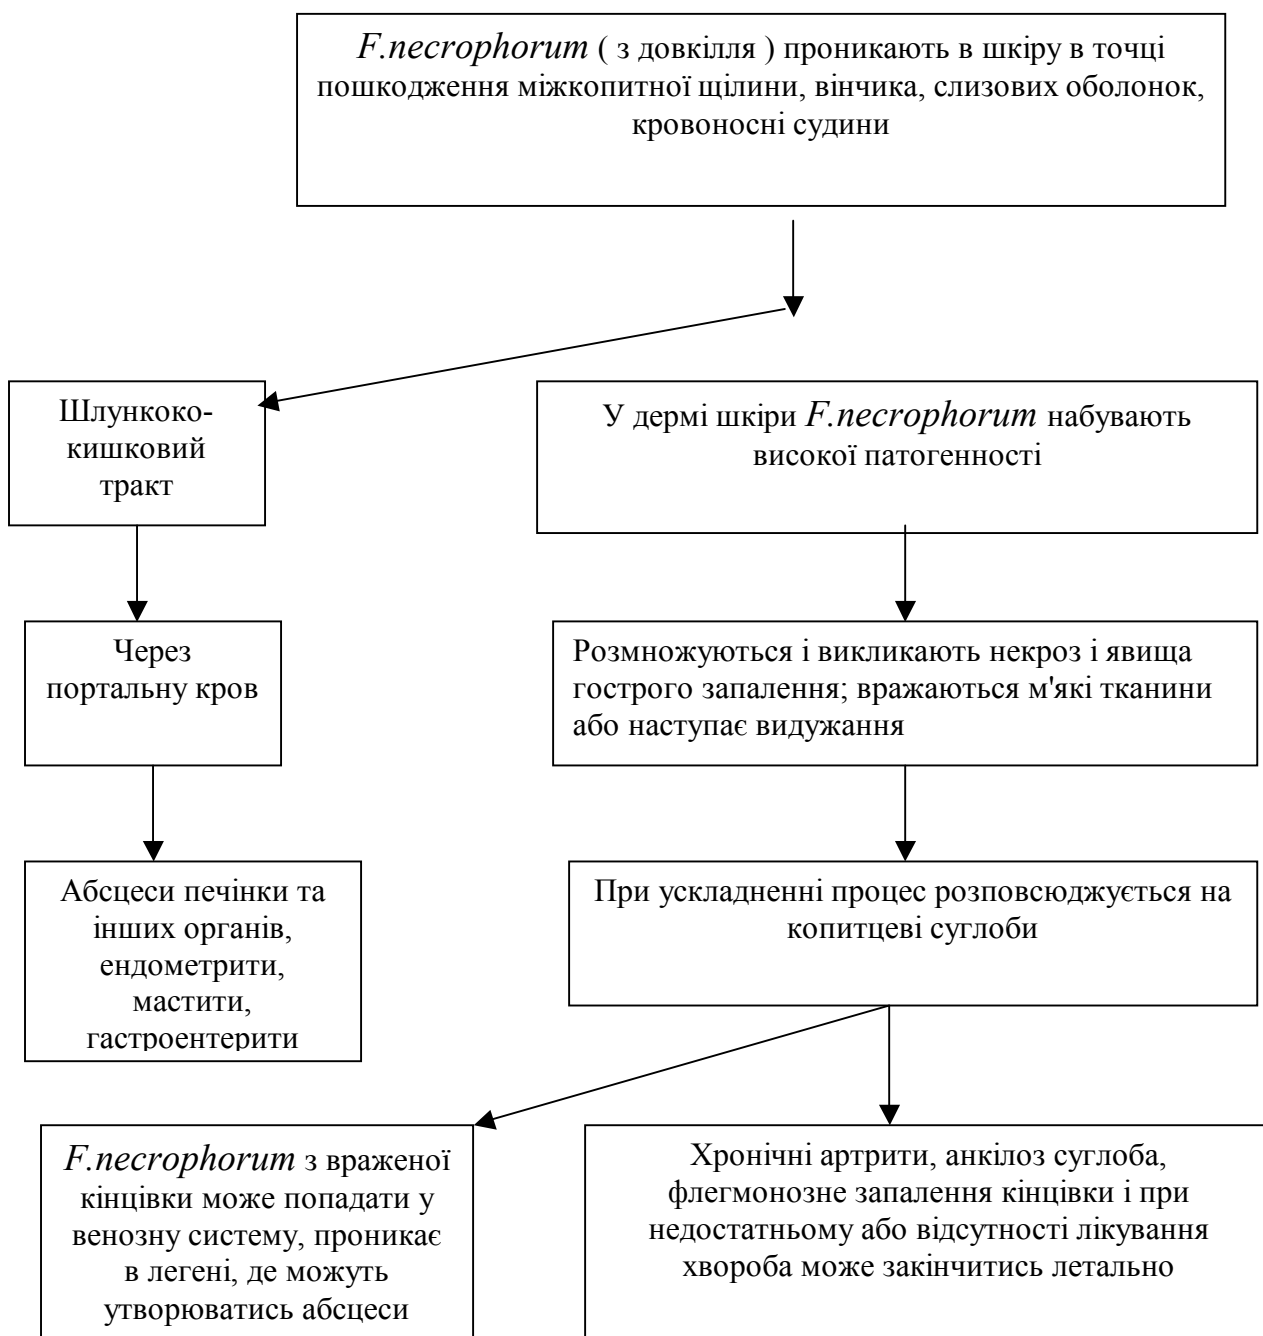 F.necrophorum ( з довкілля ) проникають в шкіру в точці
пошкодження міжкопитної щілини, вінчика, слизових оболонок,
кровоносні судини
Шлункоко-
кишковий
тракт
У дермі шкіри F.necrophorum набувають
високої патогенності
Через
портальну кров
Розмножуються і викликають некроз і явища
гострого запалення; вражаються м'які тканини
або наступає видужання
Абсцеси печінки та
інших органів,
ендометрити,
мастити,
гастроентерити
При ускладненні процес розповсюджується на
копитцеві суглоби
F.necrophorum з враженої
кінцівки може попадати у
венозну систему, проникає
в легені, де можуть
утворюватись абсцеси
Хронічні артрити, анкілоз суглоба,
флегмонозне запалення кінцівки і при
недостатньому або відсутності лікування
хвороба може закінчитись летально